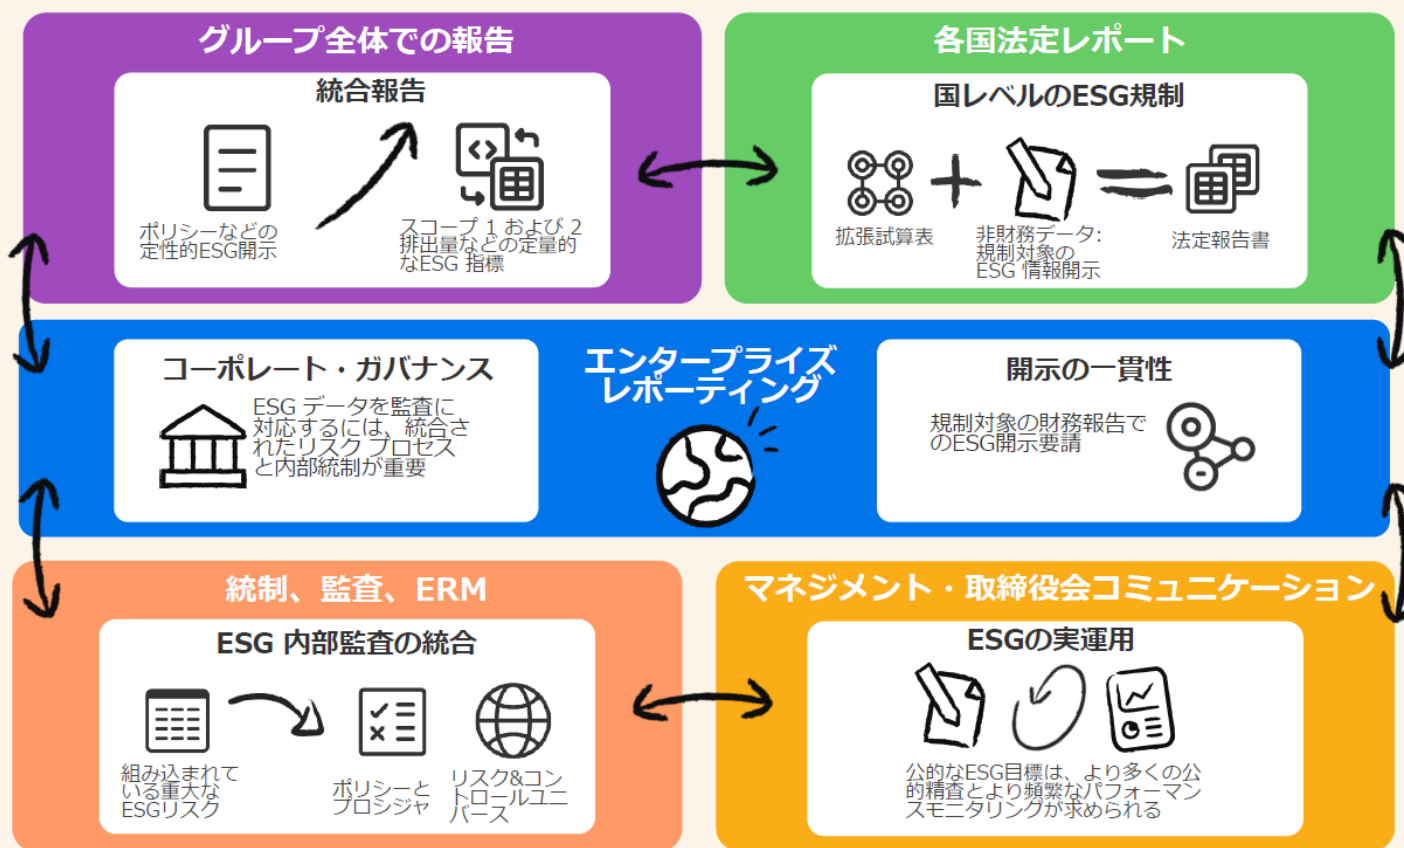 グループ全体での報告
統合報告
ポリシーなどの
定性的ESG開示
スコープ 1 および 2
排出量などの定量的
なESG 指標
各国法定レポート
国レベルのESG規制
拡張試算表
非財務データ:
規制対象の
ESG 情報開示
法定報告書
コーポレート・ガバナンス
ESG データを監査に
対応するには、統合さ
れたリスク プロセス
と内部統制が重要
エンタープライズ
レポーティング
開示の一貫性
規制対象の財務報告で
のESG開示要請
統制、監査、ERM
ESG 内部監査の統合
組み込まれて
いる重大な
ESGリスク
ポリシーと
プロシジャ
リスク&コン
トロールユニ
バース
マネジメント・取締役会コミュニケーション
ESGの実運用
公的なESG目標は、より多くの公
的精査とより頻繁なパフォーマン
スモニタリングが求められる